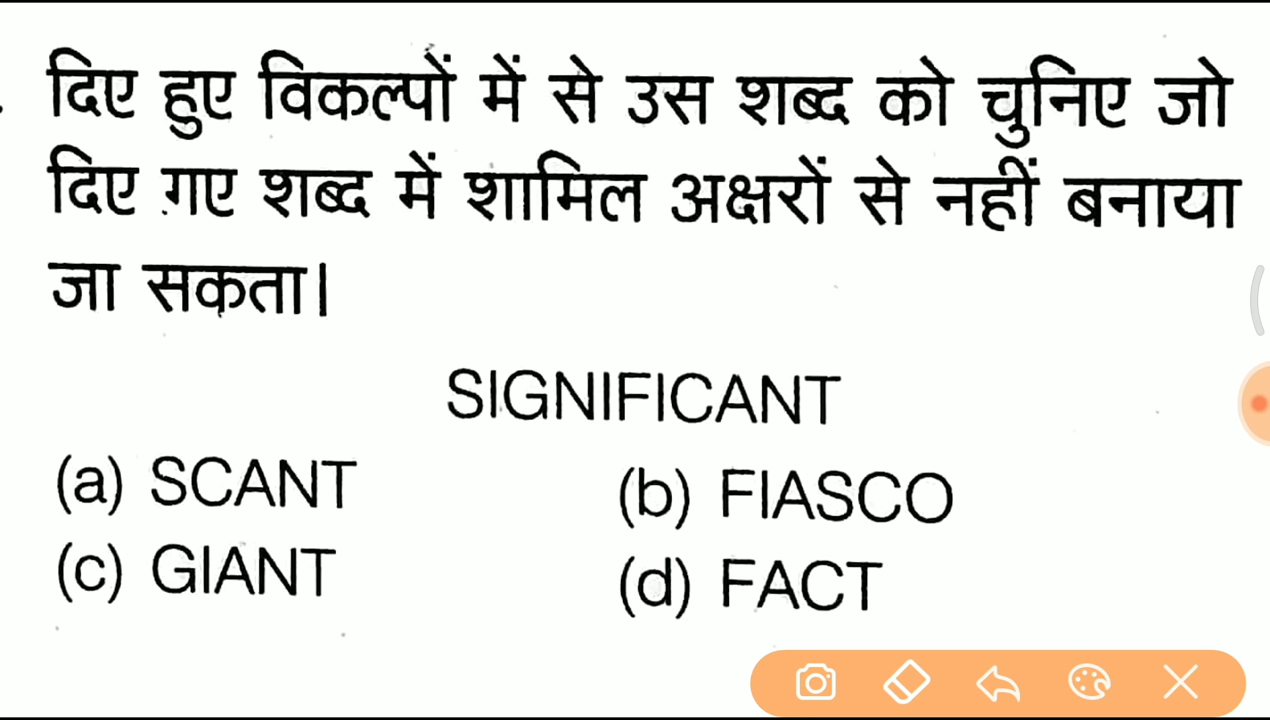 दिए हुए विकल्पों में से उस शब्द को चुनिए जो
दिए गए शब्द में शामिल अक्षरों से नहीं बनाया
जा सकता।
SIGNIFICANT
(a) SCANT (b) FIASCO
(c) GIANT (d) FACT